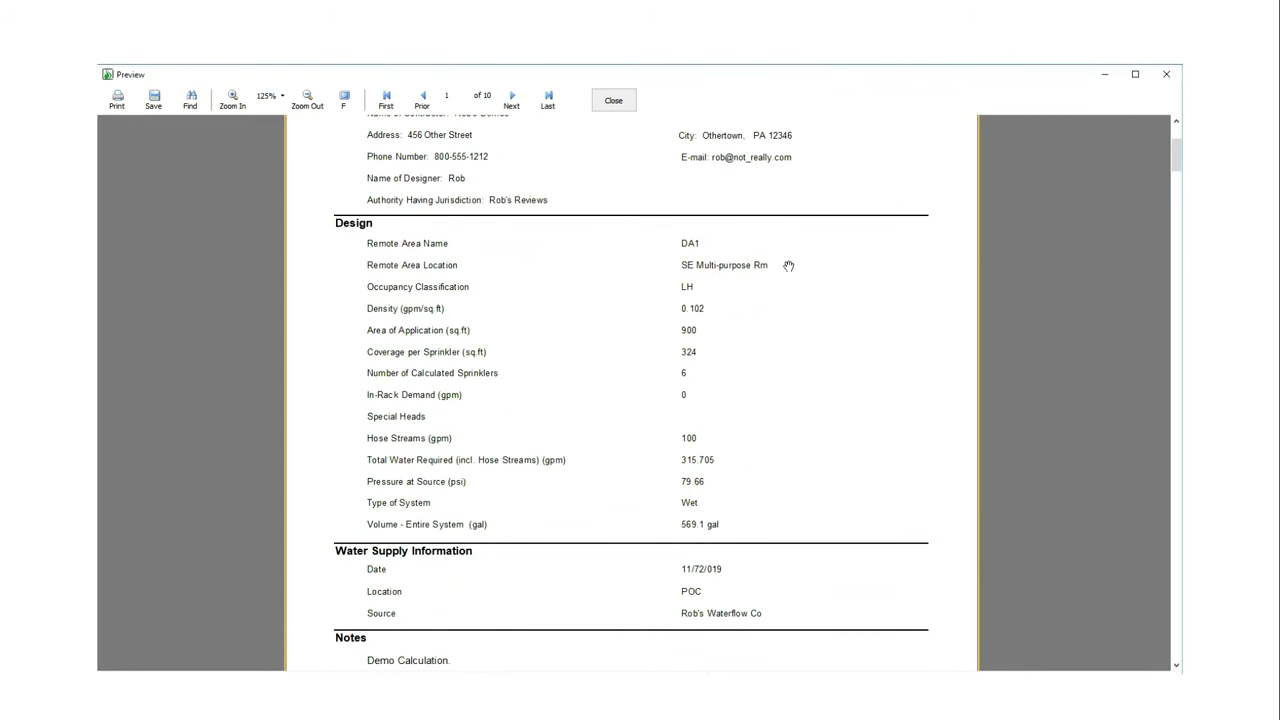 Preview
Print Save Find Zoom In 125% Zoom Out F First Prior 1 of 10 Next Last Close
Address: 456 Other Street City: Othertown, PA 12346
Phone Number: 800-555-1212 E-mail: rob@not_really.com
Name of Designer: Rob
Authority Having Jurisdiction: Rob's Reviews
Design
Remote Area Name DA1
Remote Area Location SE Multi-purpose Rm
Occupancy Classification LH
Density (gpm/sq.ft) 0.102
Area of Application (sq.ft) 900
Coverage per Sprinkler (sq.ft) 324
Number of Calculated Sprinklers 6
In-Rack Demand (gpm) 0
Special Heads
Hose Streams (gpm) 100
Total Water Required (incl. Hose Streams) (gpm) 315.705
Pressure at Source (psi) 79.66
Type of System Wet
Volume - Entire System (gal) 569.1 gal
Water Supply Information
Date 11/72/019
Location POC
Source Rob's Waterflow Co
Notes
Demo Calculation.